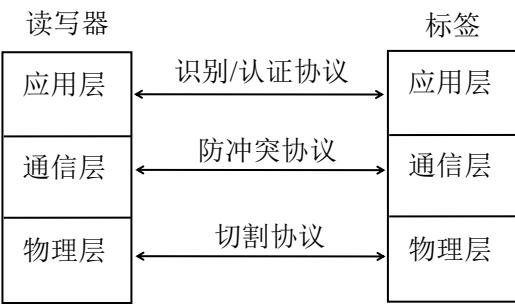 读写器
标签
应用层
识别/认证协议
应用层
通信层
防冲突协议
通信层
物理层
切割协议
物理层